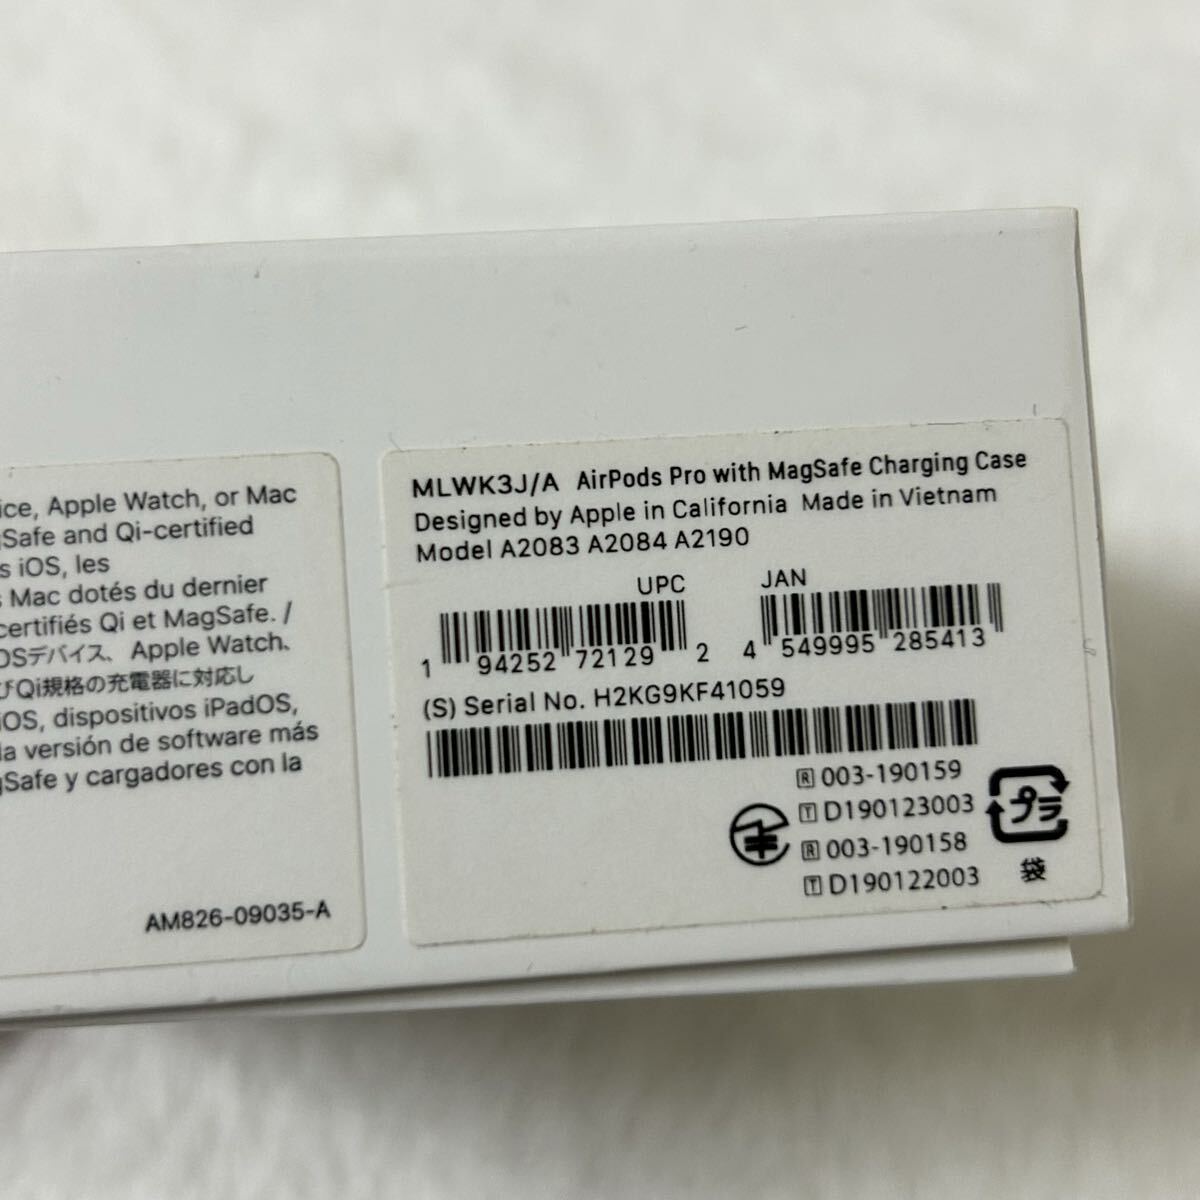 ice, Apple Watch, or Mac
gSafe and Qi-certified
s iOS, les
s Mac dotés du dernier
certifiés Qi et MagSafe. /
OSデバイス、Apple Watch、
びQi規格の充電器に対応し
iOS, dispositivos iPadOS,
la versión de software más
gSafe y cargadores con la
AM826-09035-A
MLWK3J/A AirPods Pro with MagSafe Charging Case
Designed by Apple in California Made in Vietnam
Model A2083 A2084 A2190
UPC
1 94252 72129 2
JAN
4 549995 285413
(S) Serial No. H2KG9KF41059
R 003-190159
T D190123003
R 003-190158
T D190122003
プラ
袋